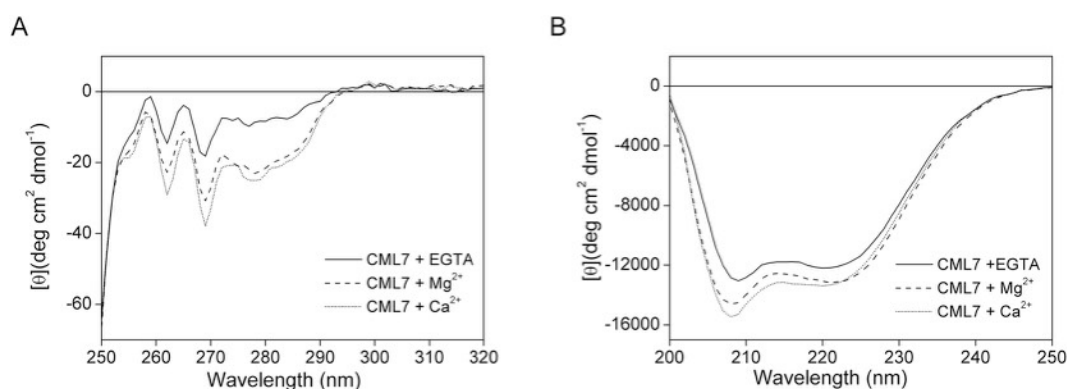 A
[θ](deg cm² dmol⁻¹)
0
-20
-40
-60
250 260 270 280 290 300 310 320
Wavelength (nm)
CML7 + EGTA
CML7 + Mg²⁺
CML7 + Ca²⁺
B
[θ](deg cm² dmol⁻¹)
0
-4000
-8000
-12000
-16000
200 210 220 230 240 250
Wavelength (nm)
CML7 +EGTA
CML7 + Mg²⁺
CML7 + Ca²⁺